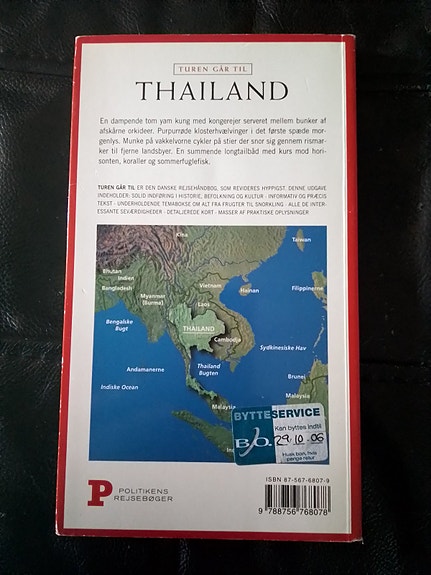 TUREN GÅR TIL
THAILAND
En dampende tom yam kung med kongerejer serveret mellem bunker af
afskårne orkideer. Purpurrøde klosterhvælvinger i det første spæde mor-
genlys. Munke på vakkelvorne cykler på stier der snor sig gennem rismar-
ker til fjerne landsbyer. En summende longtailbåd med kurs mod hori-
sonten, koraller og sommerfuglefisk.
TUREN GÅR TIL ER DEN DANSKE REJSEHÅNDBOG, SOM REVIDERES HYPPIGST. DENNE UDGAVE
INDEHOLDER: SOLID INDFØRING I HISTORIE, BEFOLKNING OG KULTUR · INFORMATIV OG PRÆCIS
TEKST · UNDERHOLDENDE TEMABOKSE OM ALT FRA FRUGTER TIL SNORKLING · ALLE DE INTER-
ESSANTE SEVÆRDIGHEDER · DETALJEREDE KORT · MASSER AF PRAKTISKE OPLYSNINGER
Kina
Taiwan
Bhutan
Indien
Bangladesh
Vietnam
Hainan
Filippinerne
Myanmar
(Burma)
Laos
Bengalske
Bugt
THAILAND
Cambodja
Sydkinesiske Hav
Thailand
Bugten
Andamanerne
Indiske Ocean
Brunei
Malaysia
Malaysia
BYTTESERVICE
Kan byttes indtil
B.O. 29.10.06
Husk bon, hvis
penge retur
ISBN 87-567-6807-9
P POLITIKENS
REJSEBØGER
9 788756 768078